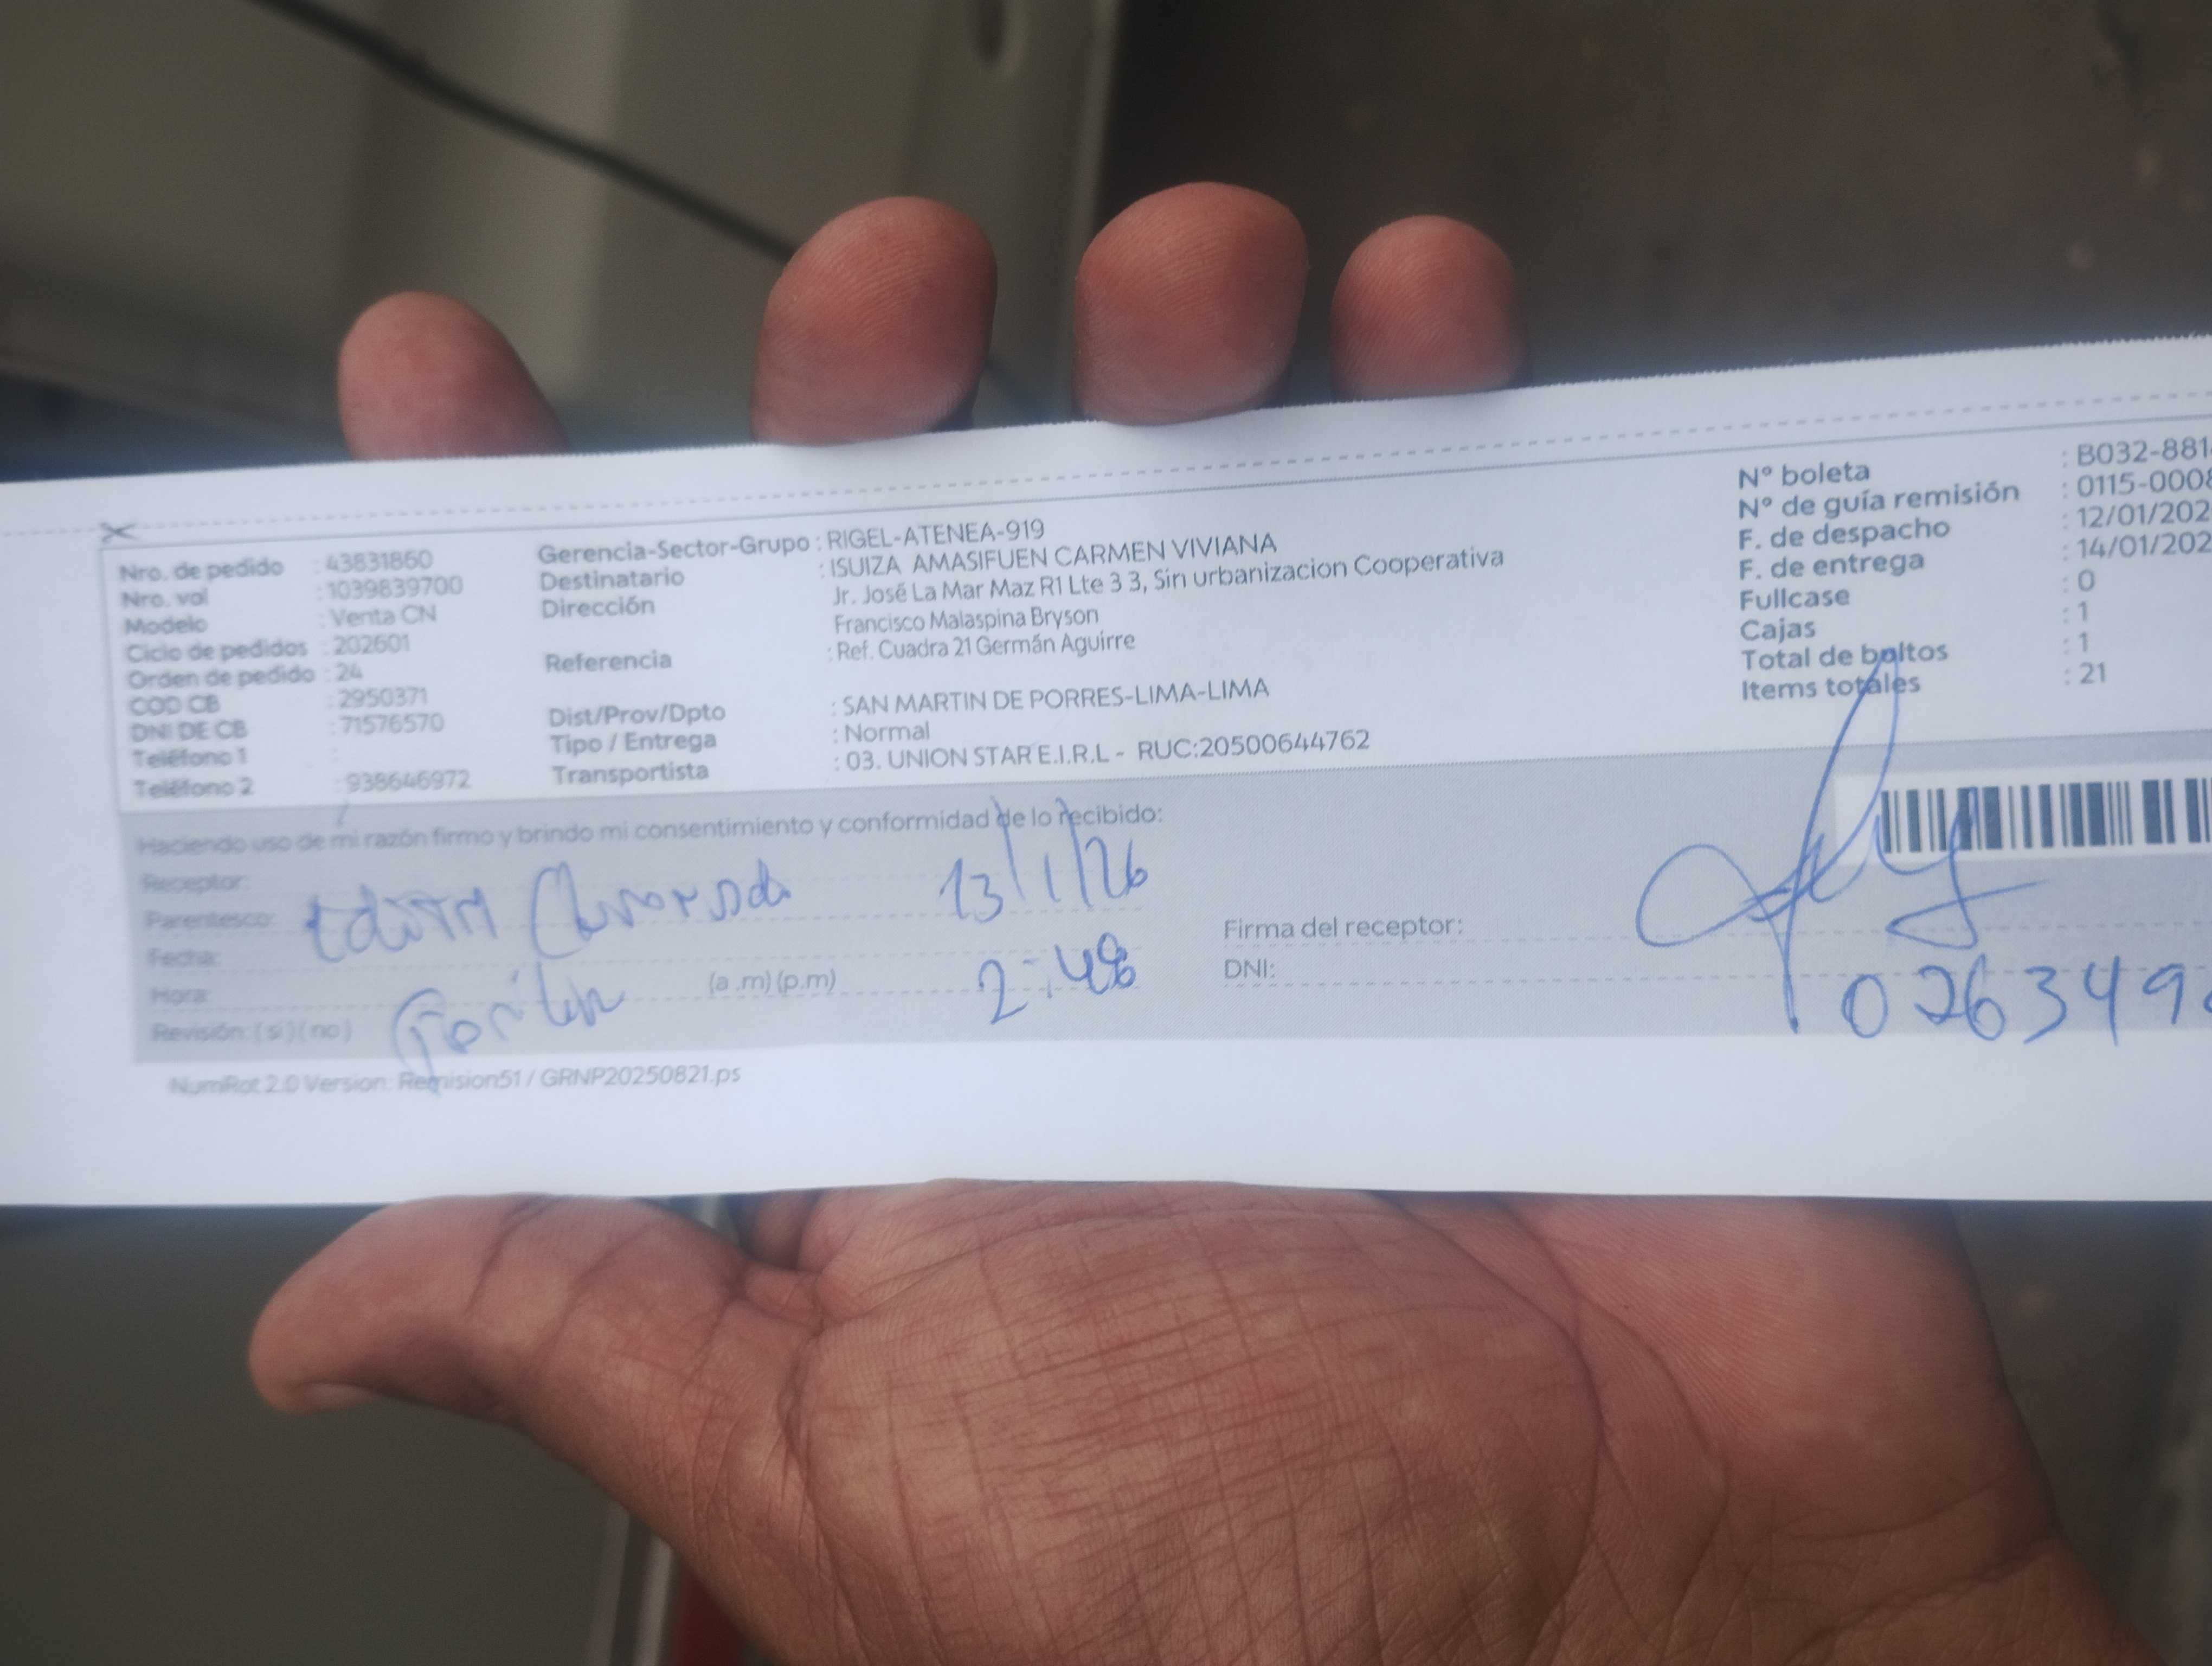 Nro. de pedido : 43831860
Nro. val : 1039839700
Modelo : Venta CN
Ciclo de pedidos : 202601
Orden de pedido : 24
COD CB : 2950371
DNI DE CB : 71576570
Teléfono 1 :
Teléfono 2 : 938646972
Gerencia-Sector-Grupo : RIGEL-ATENEA-919
Destinatario : ISUIZA AMASIFUEN CARMEN VIVIANA
Dirección Jr. José La Mar Maz R1 Lte 3 3, Sin urbanizacion Cooperativa
Francisco Malaspina Bryson
Referencia : Ref. Cuadra 21 Germán Aguirre
Dist/Prov/Dpto : SAN MARTIN DE PORRES-LIMA-LIMA
Tipo / Entrega : Normal
Transportista : 03. UNION STAR E.I.R.L - RUC:20500644762
N° boleta : B032-881
N° de guía remisión : 0115-000
F. de despacho : 12/01/202
F. de entrega : 14/01/202
Fullcase : 0
Cajas : 1
Total de bultos : 1
Items totales : 21
Haciendo uso de mi razón firmo y brindo mi consentimiento y conformidad de lo recibido:
Receptor:
Parentesco: 13/1/26
Fecha:
Hora: (a .m) (p.m) 2:48
Revisión: (si) (no)
Firma del receptor:
DNI: 026349
NumRot 2.0 Version: Remision51 / GRNP20250821.ps